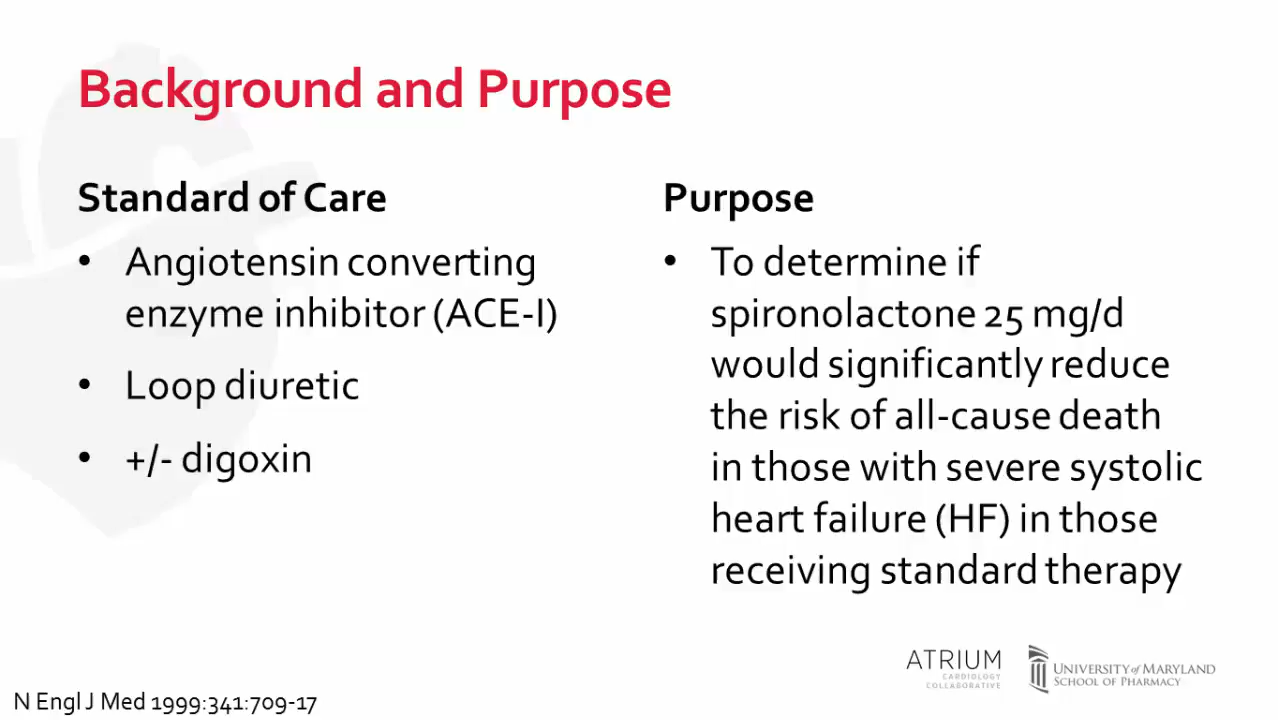 Background and Purpose
Standard of Care
• Angiotensin converting
enzyme inhibitor (ACE-I)
• Loop diuretic
• +/- digoxin
Purpose
• To determine if
spironolactone 25 mg/d
would significantly reduce
the risk of all-cause death
in those with severe systolic
heart failure (HF) in those
receiving standard therapy
ATRIUM
CARDIOLOGY
COLLABORATIVE
UNIVERSITY of MARYLAND
SCHOOL OF PHARMACY
N Engl J Med 1999:341:709-17